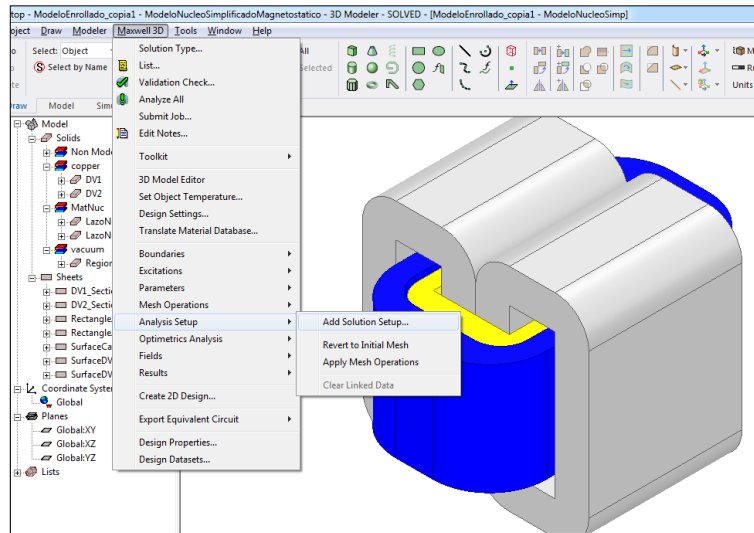 top - ModeloEnrollado_copia1 - ModeloNucleoSimplificadoMagnetostatico - 3D Modeler - SOLVED - [ModeloEnrollado_copia1 - ModeloNucleoSimp]
oject Draw Modeler Maxwell 3D Tools Window Help
Select: Object
Select by Name
Selected
Units
Draw Model
Solution Type...
List...
Validation Check...
Analyze All
Submit Job...
Edit Notes...
Toolkit
3D Model Editor
Set Object Temperature...
Design Settings...
Translate Material Database...
Boundaries
Excitations
Parameters
Mesh Operations
Analysis Setup
Optimetrics Analysis
Fields
Results
Create 2D Design...
Export Equivalent Circuit
Design Properties...
Design Datasets...
Add Solution Setup...
Revert to Initial Mesh
Apply Mesh Operations
Clear Linked Data
Model
Solids
Non Mode
copper
DV1
DV2
MatNuc
LazoN
LazoN
vacuum
Region
Sheets
DV1_Sectio
DV2_Sectio
Rectangle
Rectangle
SurfaceCa
SurfaceDV
SurfaceDV
Coordinate System
Global
Planes
Global:XY
Global:XZ
Global:YZ
Lists